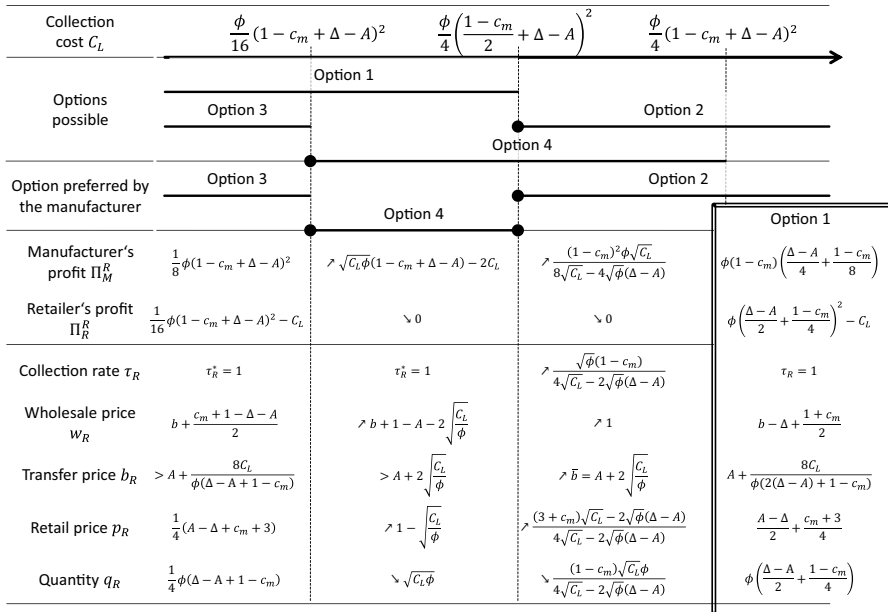 Collection cost C_L	φ/16 (1 − c_m + Δ − A)²	φ/4 ((1 − c_m)/2 + Δ − A)²	φ/4 (1 − c_m + Δ − A)²
Option 1
Options possible
Option 3	Option 2
Option 4
Option preferred by the manufacturer
Option 3	Option 2
Option 4	Option 1
Manufacturer's profit Π_M^R	1/8 φ(1 − c_m + Δ − A)²	↗ √(C_L φ)(1 − c_m + Δ − A) − 2C_L	↗ (1 − c_m)² φ√C_L / (8√C_L − 4√φ(Δ − A))	φ(1 − c_m)((Δ − A)/4 + (1 − c_m)/8)
Retailer's profit Π_R^R	1/16 φ(1 − c_m + Δ − A)² − C_L	↘ 0	↘ 0	φ((Δ − A)/2 + (1 − c_m)/4)² − C_L
Collection rate τ_R	τ_R^* = 1	τ_R^* = 1	↗ √φ(1 − c_m) / (4√C_L − 2√φ(Δ − A))	τ_R = 1
Wholesale price w_R	b + (c_m + 1 − Δ − A)/2	↗ b + 1 − A − 2√(C_L/φ)	↗ 1	b − Δ + (1 + c_m)/2
Transfer price b_R	> A + 8C_L / (φ(Δ − A + 1 − c_m))	> A + 2√(C_L/φ)	↗ b̄ = A + 2√(C_L/φ)	A + 8C_L / (φ(2(Δ − A) + 1 − c_m))
Retail price p_R	1/4 (A − Δ + c_m + 3)	↗ 1 − √(C_L/φ)	↗ ((3 + c_m)√C_L − 2√φ(Δ − A)) / (4√C_L − 2√φ(Δ − A))	(A − Δ)/2 + (c_m + 3)/4
Quantity q_R	1/4 φ(Δ − A + 1 − c_m)	↘ √(C_L φ)	↘ (1 − c_m)√C_L φ / (4√C_L − 2√φ(Δ − A))	φ((Δ − A)/2 + (1 − c_m)/4)